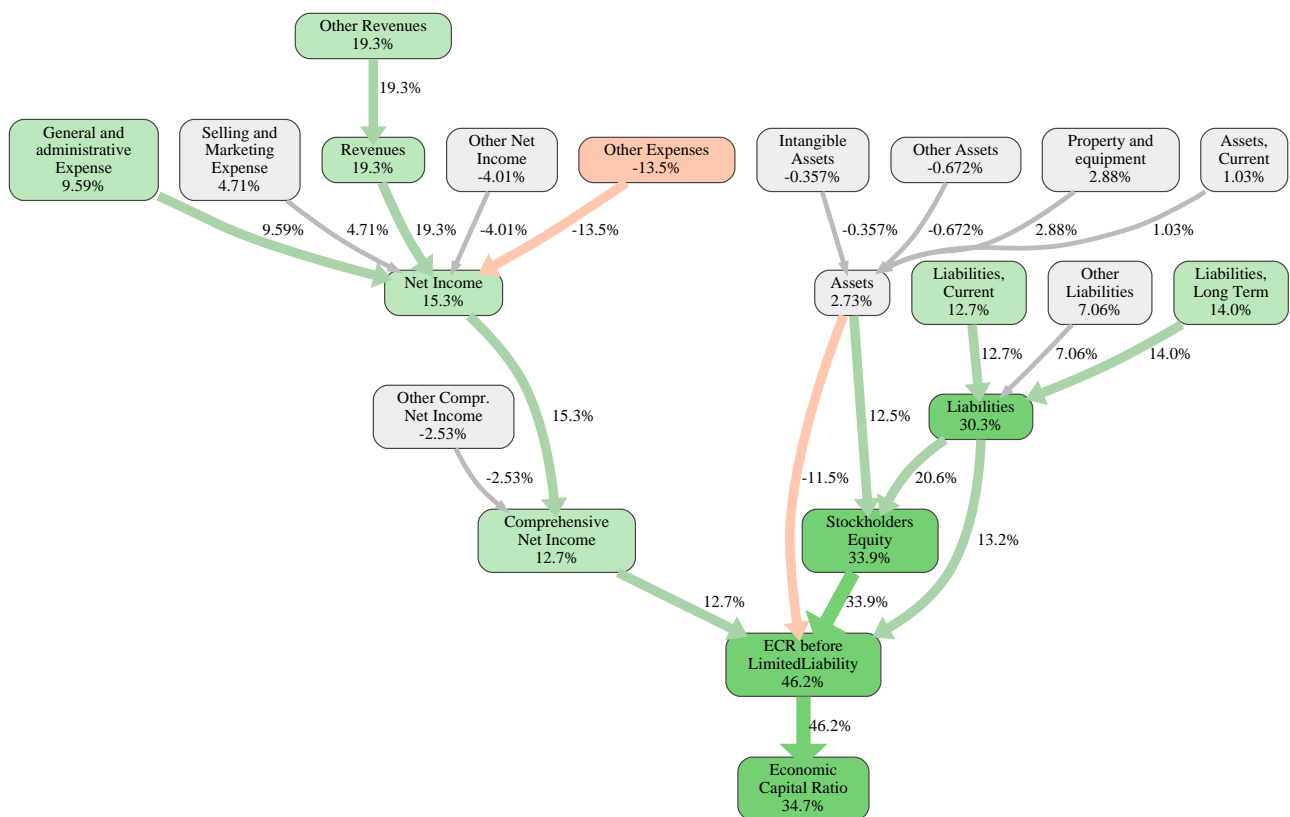 Other Revenues
19.3%
19.3%
General and
administrative
Expense
9.59%
Selling and
Marketing
Expense
4.71%
Revenues
19.3%
Other Net
Income
-4.01%
Other Expenses
-13.5%
Intangible
Assets
-0.357%
Other Assets
-0.672%
Property and
equipment
2.88%
Assets,
Current
1.03%
9.59%
4.71%
19.3%
-4.01%
-13.5%
-0.357%
-0.672%
2.88%
1.03%
Net Income
15.3%
Assets
2.73%
Liabilities,
Current
12.7%
Other
Liabilities
7.06%
Liabilities,
Long Term
14.0%
12.7%
7.06%
14.0%
Other Compr.
Net Income
-2.53%
15.3%
12.5%
Liabilities
30.3%
-2.53%
-11.5%
20.6%
Comprehensive
Net Income
12.7%
Stockholders
Equity
33.9%
13.2%
12.7%
33.9%
ECR before
LimitedLiability
46.2%
46.2%
Economic
Capital Ratio
34.7%